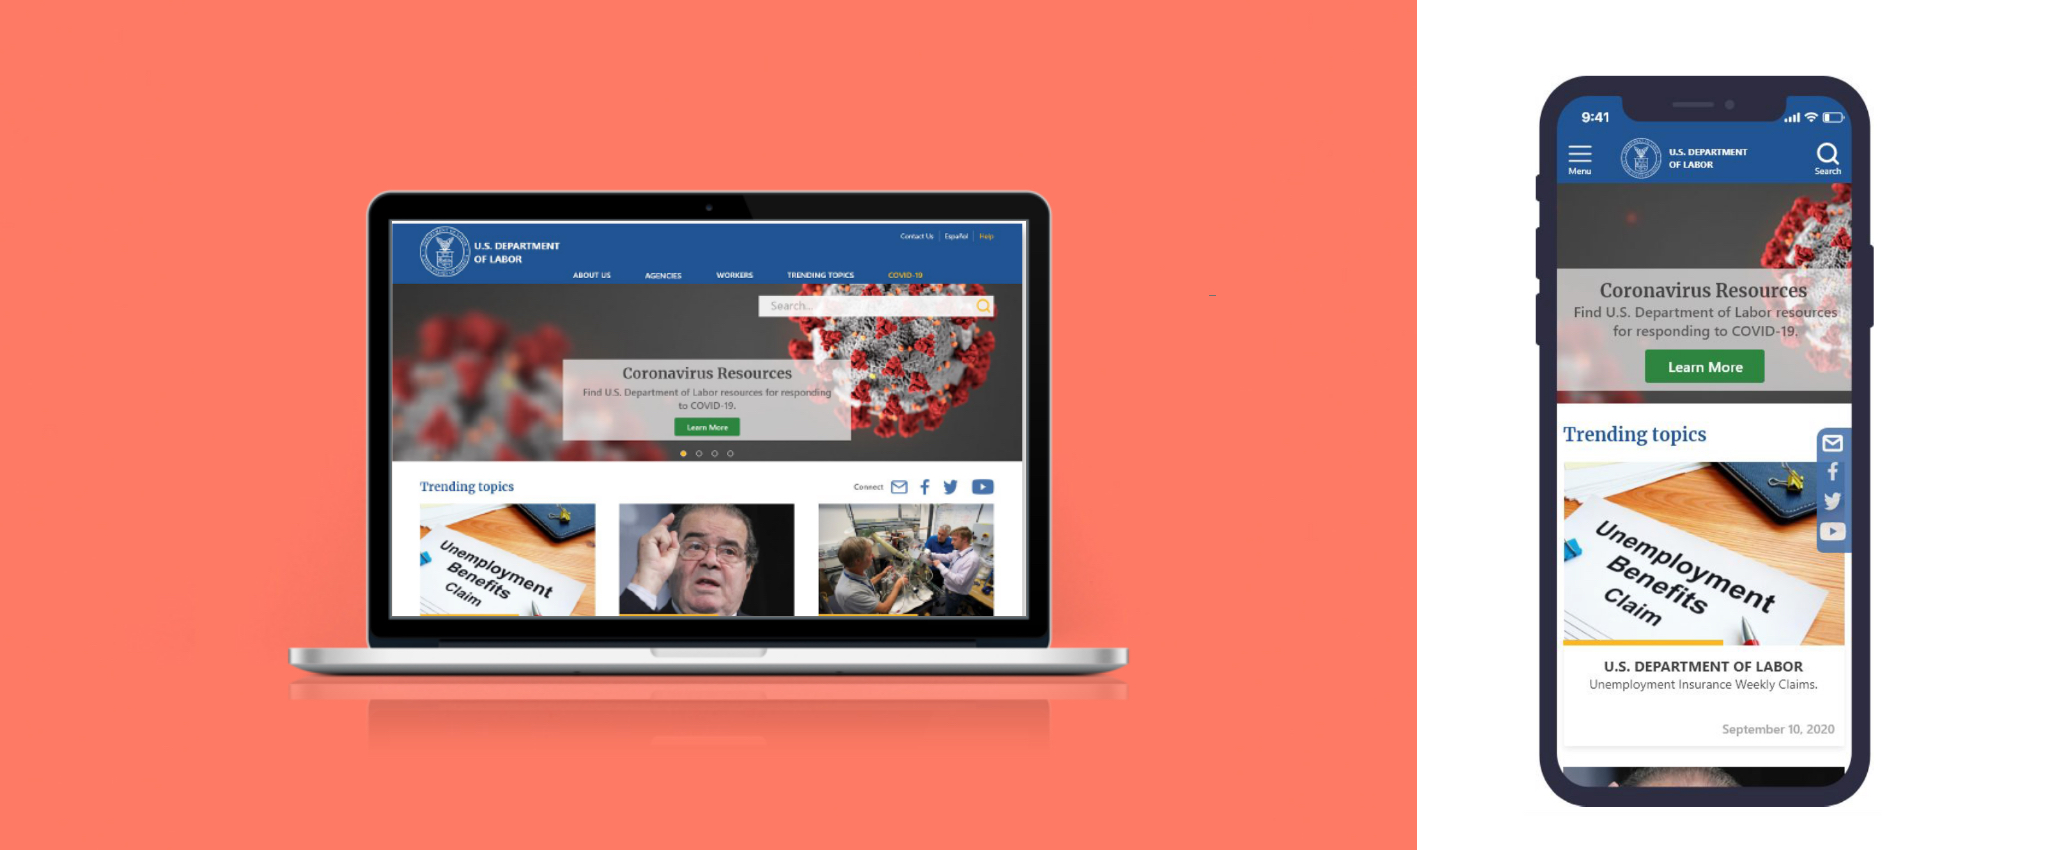 U.S. DEPARTMENT
OF LABOR
Contact Us
Español
Help
ABOUT US
AGENCIES
WORKERS
TRENDING TOPICS
COVID-19
Search...
Coronavirus Resources
Find U.S. Department of Labor resources for responding
to COVID-19.
Learn More
Trending topics
Connect
Unemployment
Benefits
Claim
9:41
Menu
U.S. DEPARTMENT
OF LABOR
Search
Coronavirus Resources
Find U.S. Department of Labor resources
for responding to COVID-19.
Learn More
Trending topics
Unemployment
Benefits
Claim
U.S. DEPARTMENT OF LABOR
Unemployment Insurance Weekly Claims.
September 10, 2020